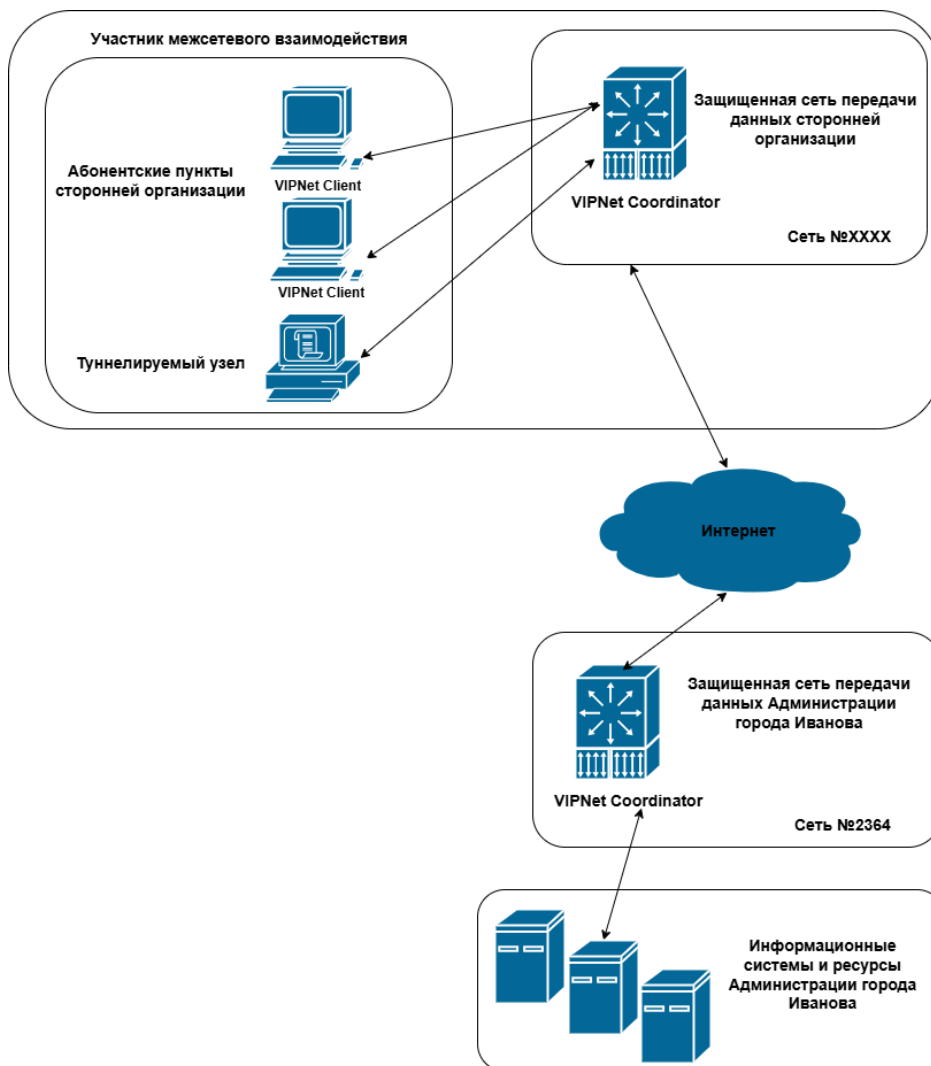 Участник межсетевого взаимодействия
Защищенная сеть передачи
данных сторонней
организации
Абонентские пункты
сторонней организации
VIPNet Client
VIPNet Coordinator
Сеть №XXXX
VIPNet Client
Туннелируемый узел
Интернет
Защищенная сеть передачи
данных Администрации
города Иванова
VIPNet Coordinator
Сеть №2364
Информационные
системы и ресурсы
Администрации города
Иванова